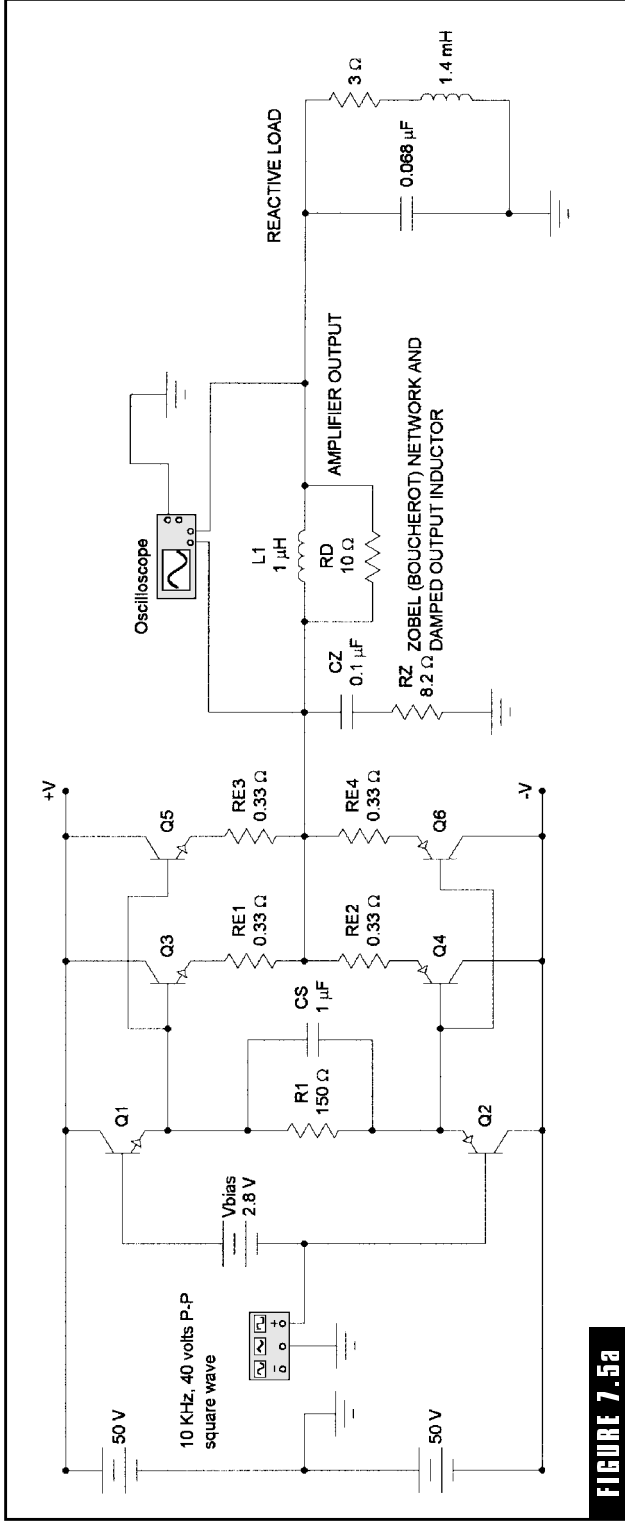 50 V
10 KHz, 40 volts P-P
square wave
50 V
Vbias
2.8 V
Q1
Q2
R1
150 Ω
CS
1 µF
+V
-V
Q3
RE1
0.33 Ω
RE2
0.33 Ω
Q4
Q5
RE3
0.33 Ω
RE4
0.33 Ω
Q6
CZ
0.1 µF
RZ
8.2 Ω
ZOBEL (BOUCHEROT) NETWORK AND
DAMPED OUTPUT INDUCTOR
Oscilloscope
L1
1 µH
RD
10 Ω
AMPLIFIER OUTPUT
REACTIVE LOAD
0.068 µF
3 Ω
1.4 mH
FIGURE 7.5a